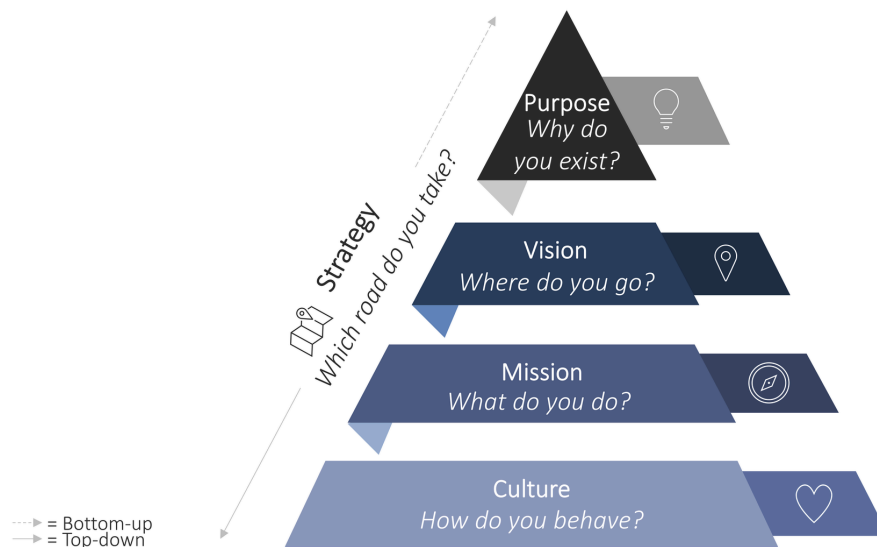 Purpose
Why do
you exist?
Strategy
Which road do you take?
Vision
Where do you go?
Mission
What do you do?
Culture
How do you behave?
= Bottom-up
= Top-down